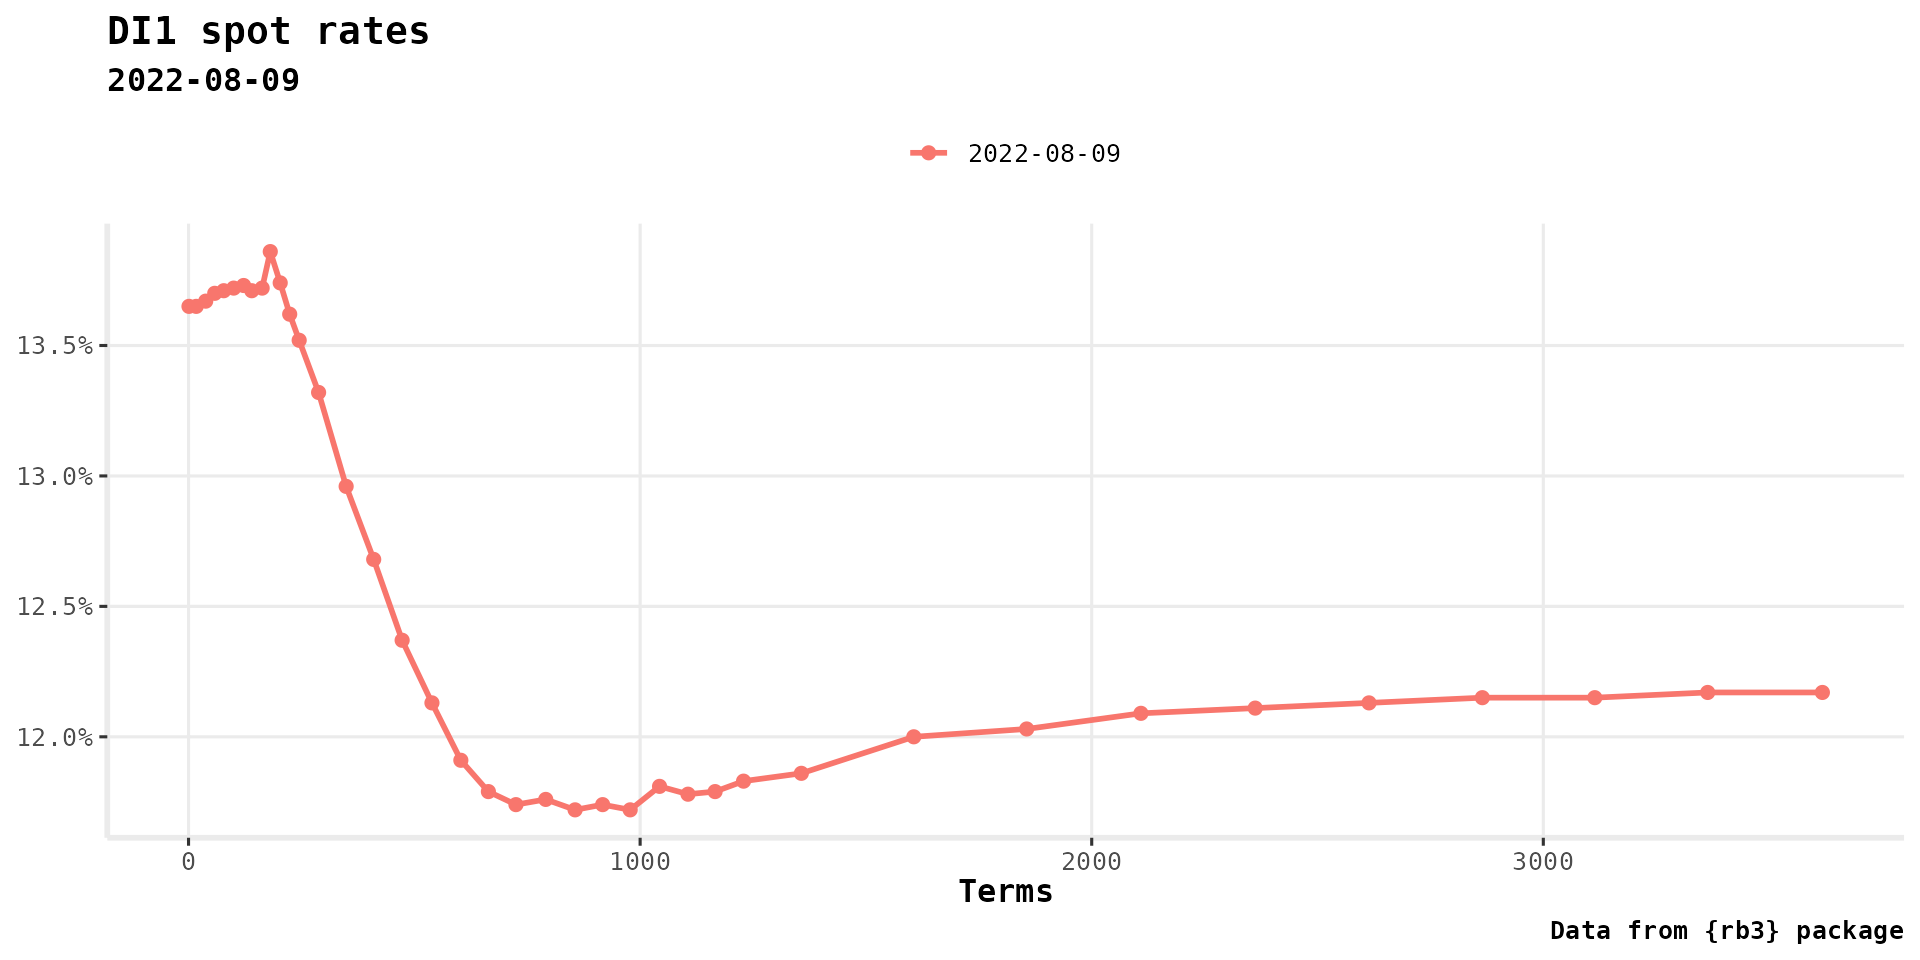 DI1 spot rates
2022-08-09
2022-08-09
13.5%
13.0%
12.5%
12.0%
0 1000 2000 3000
Terms
Data from {rb3} package